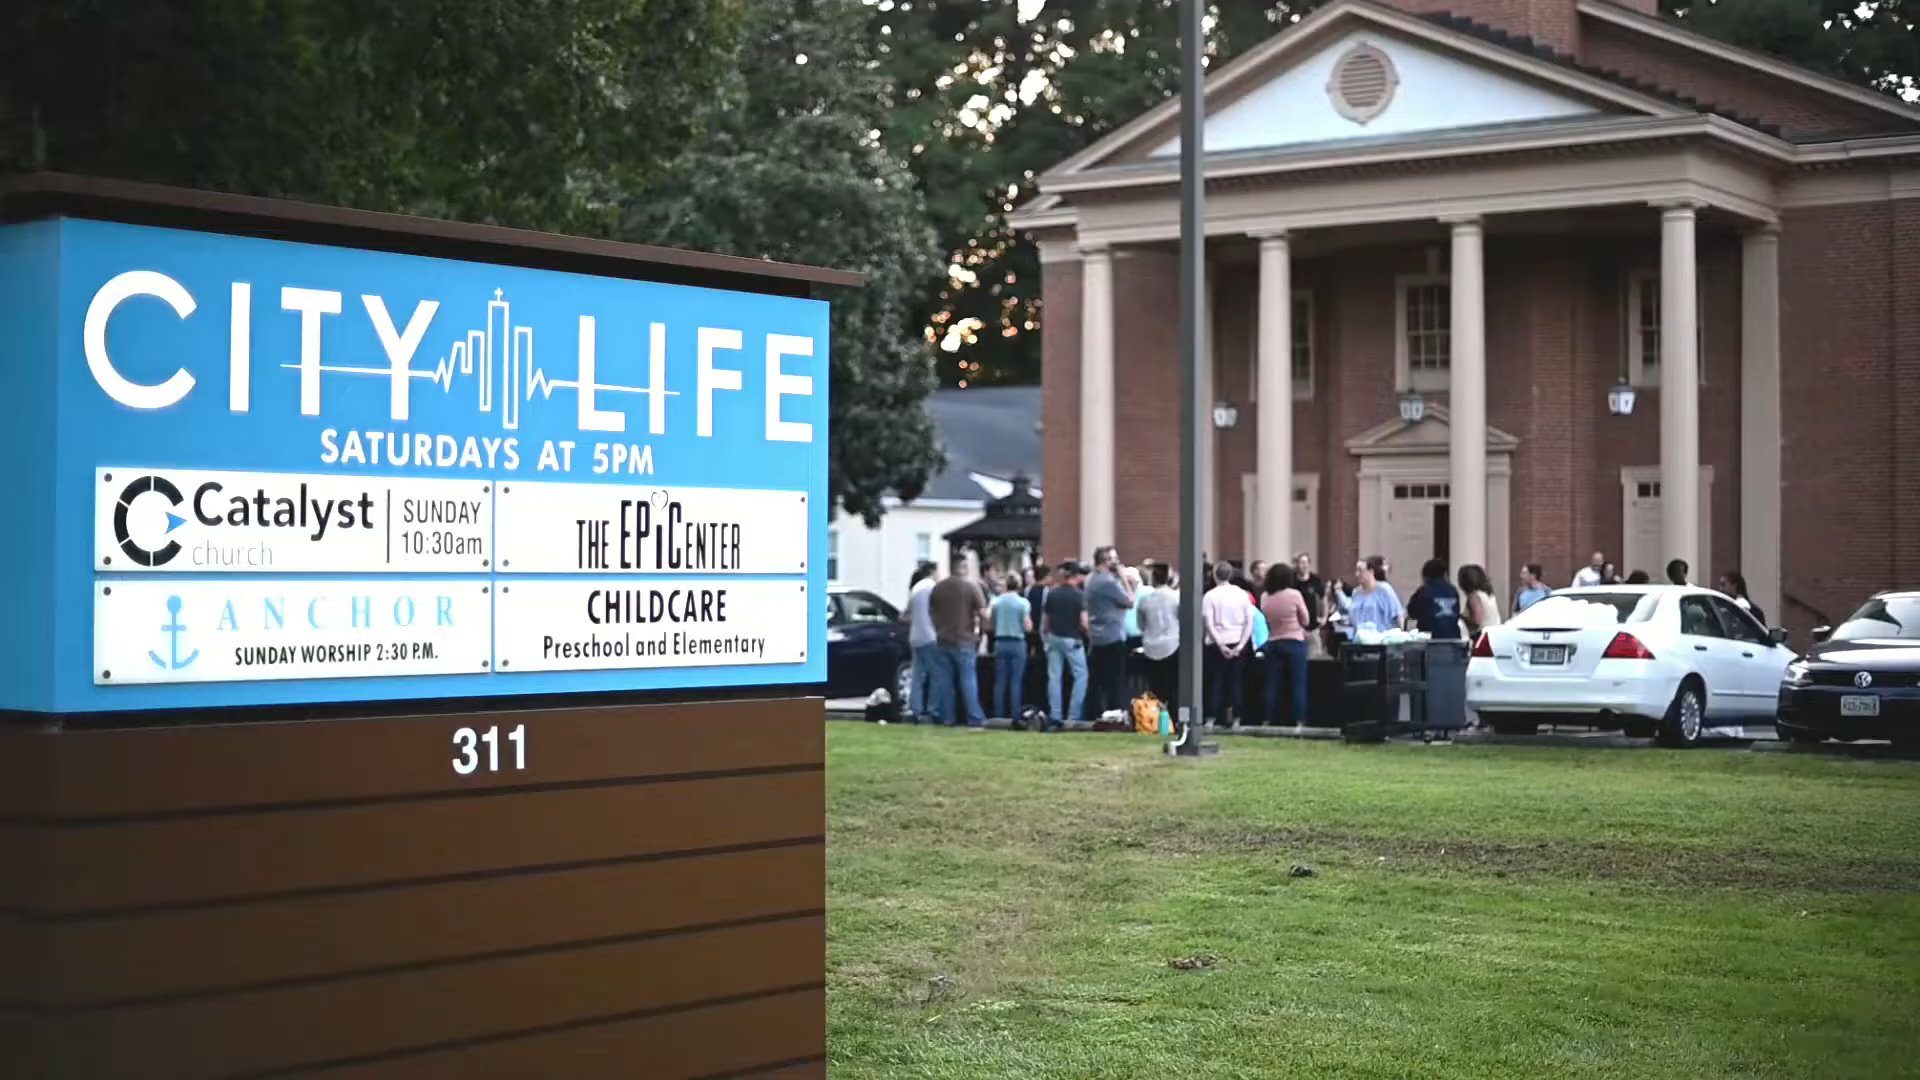 CITY LIFE
SATURDAYS AT 5PM
Catalyst
church
SUNDAY
10:30am
THE EPiCENTER
ANCHOR
SUNDAY WORSHIP 2:30 P.M.
CHILDCARE
Preschool and Elementary
311